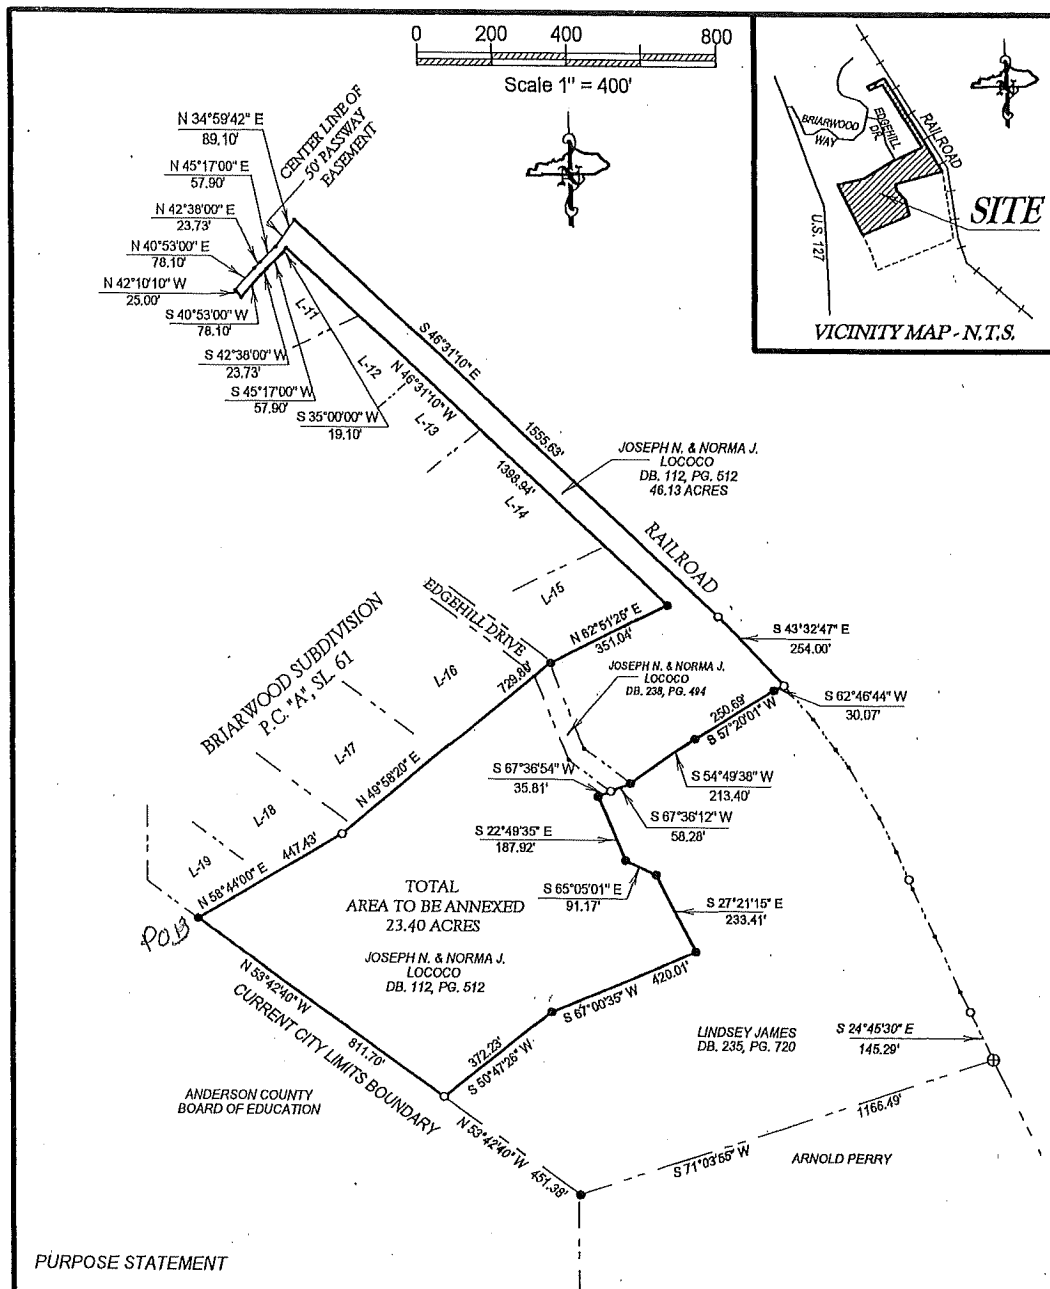 0 200 400 600 800
Scale 1" = 400'
N 34°59'42" E
89.10'
CENTER LINE OF
50' PASSWAY
EASEMENT
N 45°17'00" E
57.90'
N 42°38'00" E
23.73'
N 40°53'00" E
78.10'
N 42°10'10" W
25.00'
S 40°53'00" W
78.10'
S 42°38'00" W
23.73'
S 45°17'00" W
57.90'
S 35°00'00" W
19.10'
BRIARWOOD
WAY
EDGEHILL
DR.
RAILROAD
U.S. 127
SITE
VICINITY MAP - N.T.S.
L-11
L-12
L-13
L-14
L-15
S 46°31'10" E
1555.63'
N 46°31'10" W
1398.94'
JOSEPH N. & NORMA J.
LOCOCO
DB. 112, PG. 512
46.13 ACRES
RAILROAD
S 43°32'47" E
254.00'
EDGEHILL DRIVE
N 62°51'25" E
351.04'
JOSEPH N. & NORMA J.
LOCOCO
DB. 238, PG. 494
S 62°46'44" W
30.07'
250.69'
S 57°20'01" W
BRIARWOOD SUBDIVISION
P.C. "A", SL. 61
L-16
L-17
L-18
L-19
729.80'
N 49°58'20" E
S 67°36'54" W
35.81'
S 54°49'38" W
213.40'
S 67°36'12" W
58.28'
S 22°49'35" E
187.92'
S 65°05'01" E
91.17'
S 27°21'15" E
233.41'
N 58°44'00" E
447.43'
POB
TOTAL
AREA TO BE ANNEXED
23.40 ACRES
JOSEPH N. & NORMA J.
LOCOCO
DB. 112, PG. 512
420.01'
S 67°00'35" W
372.23'
S 50°47'26" W
N 53°42'40" W
811.70'
CURRENT CITY LIMITS BOUNDARY
LINDSEY JAMES
DB. 235, PG. 720
S 24°45'30" E
145.29'
ANDERSON COUNTY
BOARD OF EDUCATION
N 53°42'40" W 451.38'
S 71°03'55" W
1166.49'
ARNOLD PERRY
PURPOSE STATEMENT